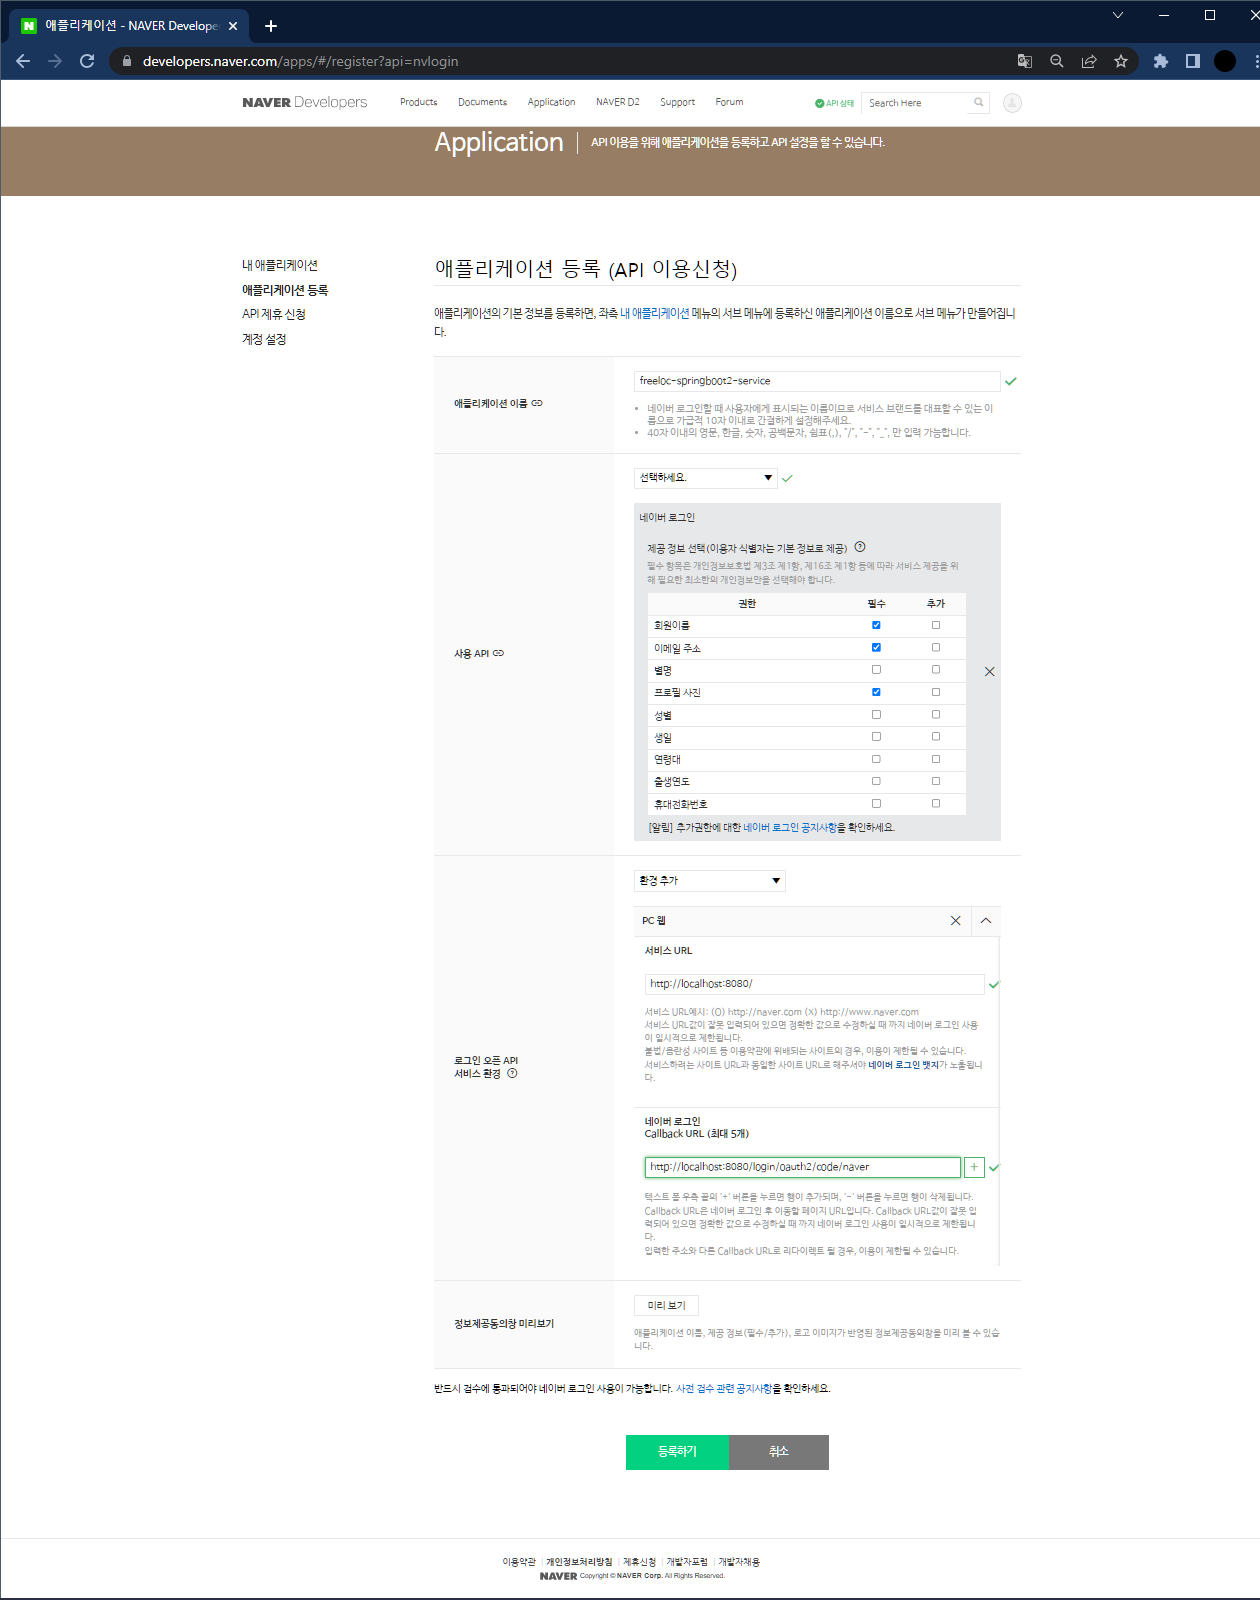 애플리케이션 - NAVER Develope
developers.naver.com/apps/#/register?api=nvlogin
NAVER Developers
Products
Documents
Application
NAVER D2
Support
Forum
API 상태
Search Here
Application
API 이용을 위해 애플리케이션을 등록하고 API 설정을 할 수 있습니다.
내 애플리케이션
애플리케이션 등록
API 제휴 신청
계정 설정
애플리케이션 등록 (API 이용신청)
애플리케이션의 기본 정보를 등록하면, 좌측 내 애플리케이션 메뉴의 서브 메뉴에 등록하신 애플리케이션 이름으로 서브 메뉴가 만들어집니
다.
애플리케이션 이름
freeloc-springboot2-service
• 네이버 로그인할 때 사용자에게 표시되는 이름이므로 서비스 브랜드를 대표할 수 있는 이
름으로 가급적 10자 이내로 간결하게 설정해주세요.
• 40자 이내의 영문, 한글, 숫자, 공백문자, 쉼표(,), "/", "-", "_", 만 입력 가능합니다.
사용 API
선택하세요.
네이버 로그인
제공 정보 선택(이용자 식별자는 기본 정보로 제공)
필수 항목은 개인정보보호법 제3조 제1항, 제16조 제1항 등에 따라 서비스 제공을 위
해 필요한 최소한의 개인정보만을 선택해야 합니다.
권한 필수 추가
회원이름
이메일 주소
별명
프로필 사진
성별
생일
연령대
출생연도
휴대전화번호
[알림] 추가권한에 대한 네이버 로그인 공지사항을 확인하세요.
로그인 오픈 API
서비스 환경
환경 추가
PC 웹
서비스 URL
http://localhost:8080/
서비스 URL예시: (O) http://naver.com (X) http://www.naver.com
서비스 URL값이 잘못 입력되어 있으면 정확한 값으로 수정하실 때 까지 네이버 로그인 사용
이 일시적으로 제한됩니다.
불법/음란성 사이트 등 이용약관에 위배되는 사이트의 경우, 이용이 제한될 수 있습니다.
서비스하려는 사이트 URL과 동일한 사이트 URL로 해주셔야 네이버 로그인 뱃지가 노출됩니
다.
네이버 로그인
Callback URL (최대 5개)
http://localhost:8080/login/oauth2/code/naver
텍스트 폼 우측 끝의 '+' 버튼을 누르면 행이 추가되며, '-' 버튼을 누르면 행이 삭제됩니다.
Callback URL은 네이버 로그인 후 이동할 페이지 URL입니다. Callback URL값이 잘못 입
력되어 있으면 정확한 값으로 수정하실 때 까지 네이버 로그인 사용이 일시적으로 제한됩니
다.
입력한 주소와 다른 Callback URL로 리다이렉트 될 경우, 이용이 제한될 수 있습니다.
정보제공동의창 미리보기
미리 보기
애플리케이션 이름, 제공 정보(필수/추가), 로고 이미지가 반영된 정보제공동의창을 미리 볼 수 있습
니다.
반드시 검수에 통과되어야 네이버 로그인 사용이 가능합니다. 사전 검수 관련 공지사항을 확인하세요.
등록하기
취소
이용약관 | 개인정보처리방침 | 제휴신청 | 개발자포럼 | 개발자채용
NAVER Copyright © NAVER Corp. All Rights Reserved.